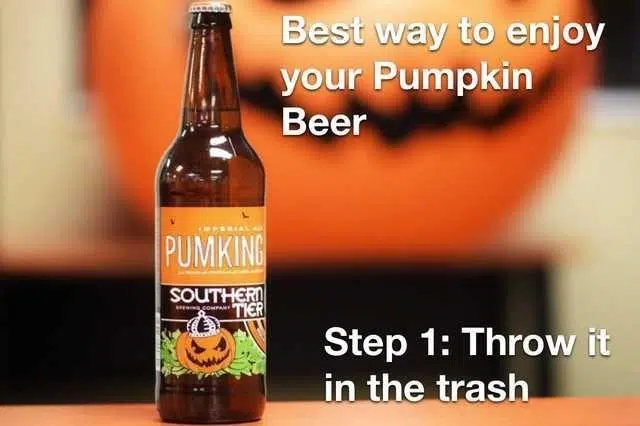 Best way to enjoy
your Pumpkin
Beer
IMPERIAL ALE
PUMKING
SOUTHERN
BREWING COMPANY TIER
Step 1: Throw it
in the trash